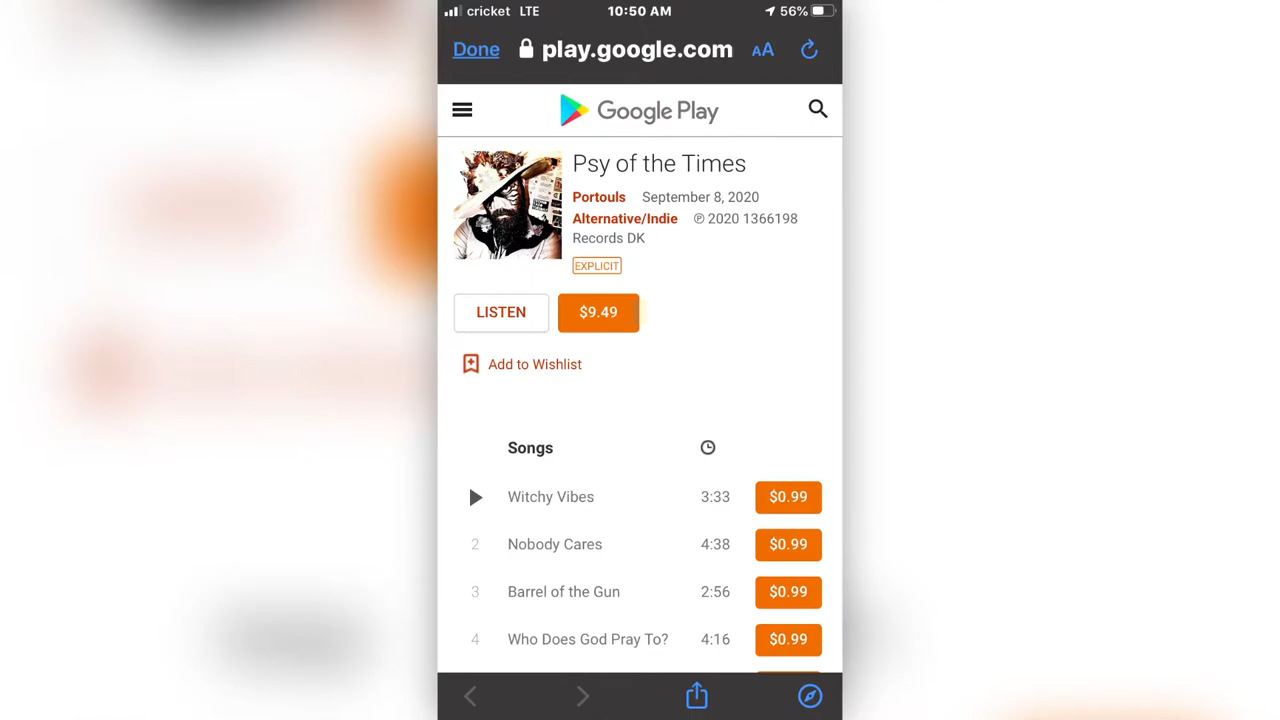 cricket LTE 10:50 AM 56%
Done play.google.com AA
Google Play
Psy of the Times
Portouls September 8, 2020
Alternative/Indie ℗ 2020 1366198
Records DK
EXPLICIT
LISTEN $9.49
Add to Wishlist
Songs
Witchy Vibes 3:33 $0.99
2 Nobody Cares 4:38 $0.99
3 Barrel of the Gun 2:56 $0.99
4 Who Does God Pray To? 4:16 $0.99